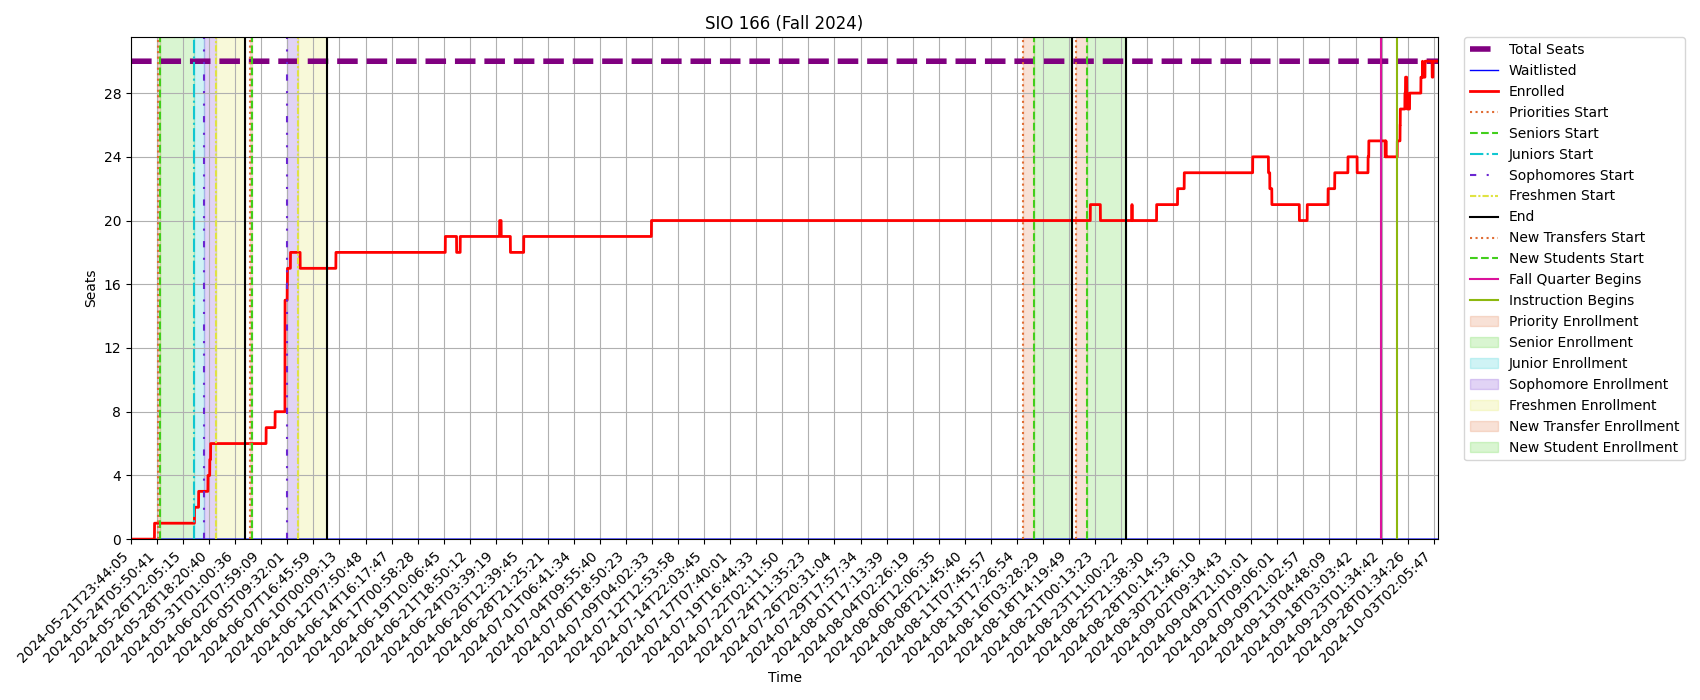 SIO 166 (Fall 2024)
Seats
28
24
20
16
12
8
4
0
2024-05-21T23:44:05
2024-05-24T05:50:41
2024-05-26T12:05:15
2024-05-28T18:20:40
2024-05-31T01:00:36
2024-06-02T07:59:09
2024-06-05T09:32:01
2024-06-07T16:45:59
2024-06-10T00:09:13
2024-06-12T07:50:48
2024-06-14T16:17:47
2024-06-17T00:58:28
2024-06-19T10:06:45
2024-06-21T18:50:12
2024-06-24T03:39:19
2024-06-26T12:39:45
2024-06-28T21:25:21
2024-07-01T06:41:34
2024-07-04T09:55:40
2024-07-06T18:50:23
2024-07-09T04:02:33
2024-07-12T12:53:58
2024-07-14T22:03:45
2024-07-17T07:40:01
2024-07-19T16:44:33
2024-07-22T02:11:50
2024-07-24T11:35:23
2024-07-26T20:31:04
2024-07-29T17:57:34
2024-08-01T17:13:39
2024-08-04T02:26:19
2024-08-06T12:06:35
2024-08-08T21:45:40
2024-08-11T07:45:57
2024-08-13T17:26:54
2024-08-16T03:28:29
2024-08-18T14:19:49
2024-08-21T00:13:23
2024-08-23T11:00:22
2024-08-25T21:38:30
2024-08-28T10:14:53
2024-08-30T21:46:10
2024-09-02T09:34:43
2024-09-04T21:01:01
2024-09-07T09:06:01
2024-09-09T21:02:57
2024-09-13T04:48:09
2024-09-18T03:03:42
2024-09-23T01:34:42
2024-09-28T01:34:26
2024-10-03T02:05:47
Time
Total Seats
Waitlisted
Enrolled
Priorities Start
Seniors Start
Juniors Start
Sophomores Start
Freshmen Start
End
New Transfers Start
New Students Start
Fall Quarter Begins
Instruction Begins
Priority Enrollment
Senior Enrollment
Junior Enrollment
Sophomore Enrollment
Freshmen Enrollment
New Transfer Enrollment
New Student Enrollment